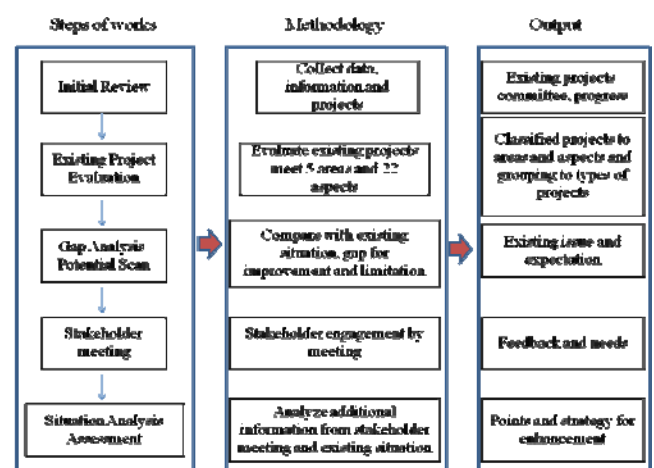 Steps of works
Initial Review
Existing Project
Evaluation
Gap Analysis
Potential Scan
Stakeholder
meeting
Situation Analysis
Assessment
Methodology
Collect data,
information and
projects
Evaluate existing projects
meet 5 areas and 22
aspects
Compare with existing
situation, gap for
improvement and limitation
Stakeholder engagement by
meeting
Analyze additional
information from stakeholder
meeting and existing situation
Output
Existing projects
committee, progress
Classified projects to
areas and aspects and
grouping to types of
projects
Existing issue and
expectation
Feedback and needs
Points and strategy for
enhancement